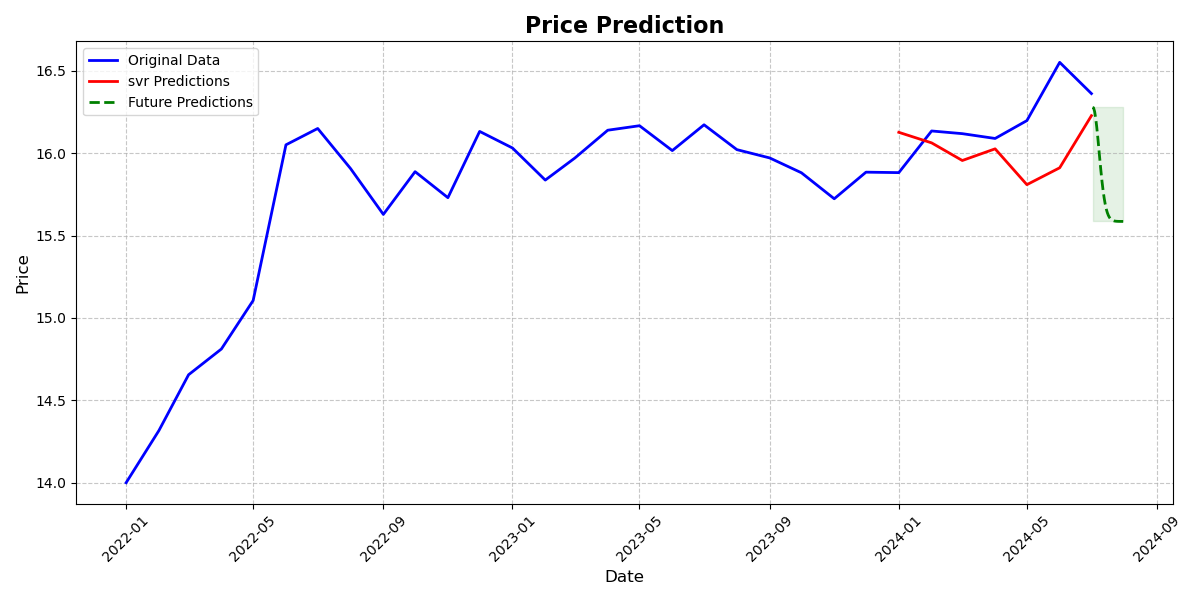 Price Prediction
Original Data
svr Predictions
Future Predictions
Price
16.5
16.0
15.5
15.0
14.5
14.0
2022-01
2022-05
2022-09
2023-01
2023-05
2023-09
2024-01
2024-05
2024-09
Date